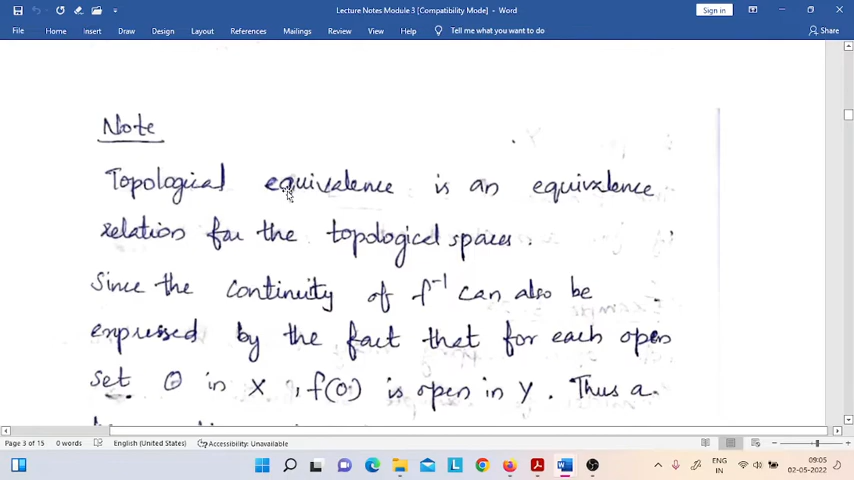 Lecture Notes Module 3 [Compatibility Mode] - Word
Sign in
File Home Insert Draw Design Layout References Mailings Review View Help Tell me what you want to do Share
Note
Topological equivalence is an equivalence
relation for the topological spaces.
Since the continuity of f⁻¹ can also be
expressed by the fact that for each open
set O in X, f(O) is open in Y. Thus a
Page 3 of 15 0 words English (United States) Accessibility: Unavailable
ENG
IN
09:05
02-05-2022